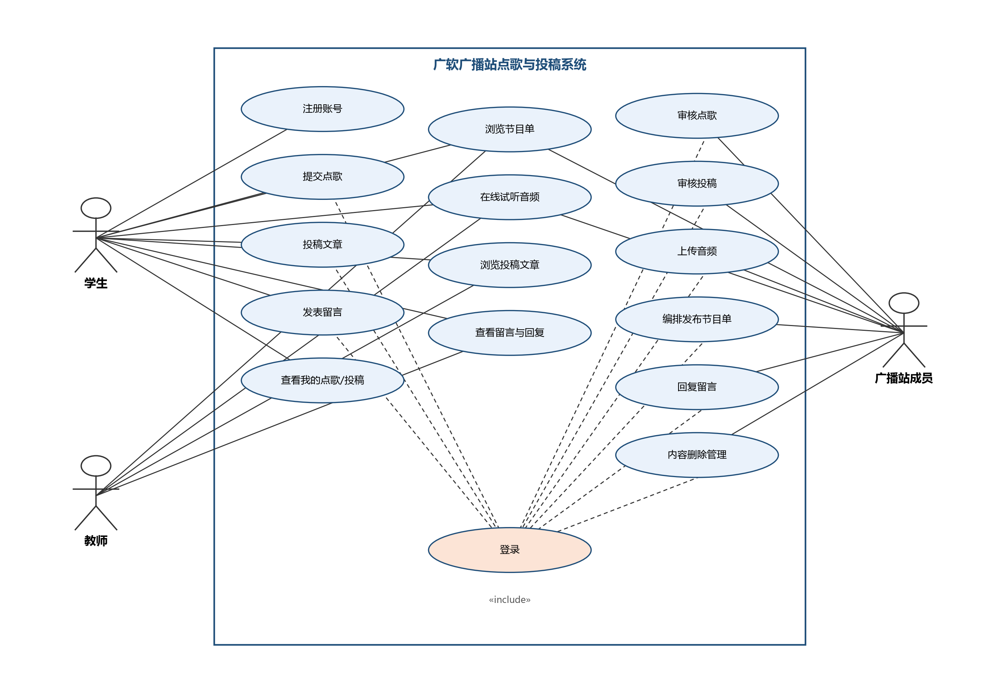 广软广播站点歌与投稿系统
注册账号
浏览节目单
审核点歌
提交点歌
在线试听音频
审核投稿
投稿文章
浏览投稿文章
上传音频
学生
发表留言
查看留言与回复
编排发布节目单
查看我的点歌/投稿
回复留言
广播站成员
内容删除管理
教师
登录
«include»